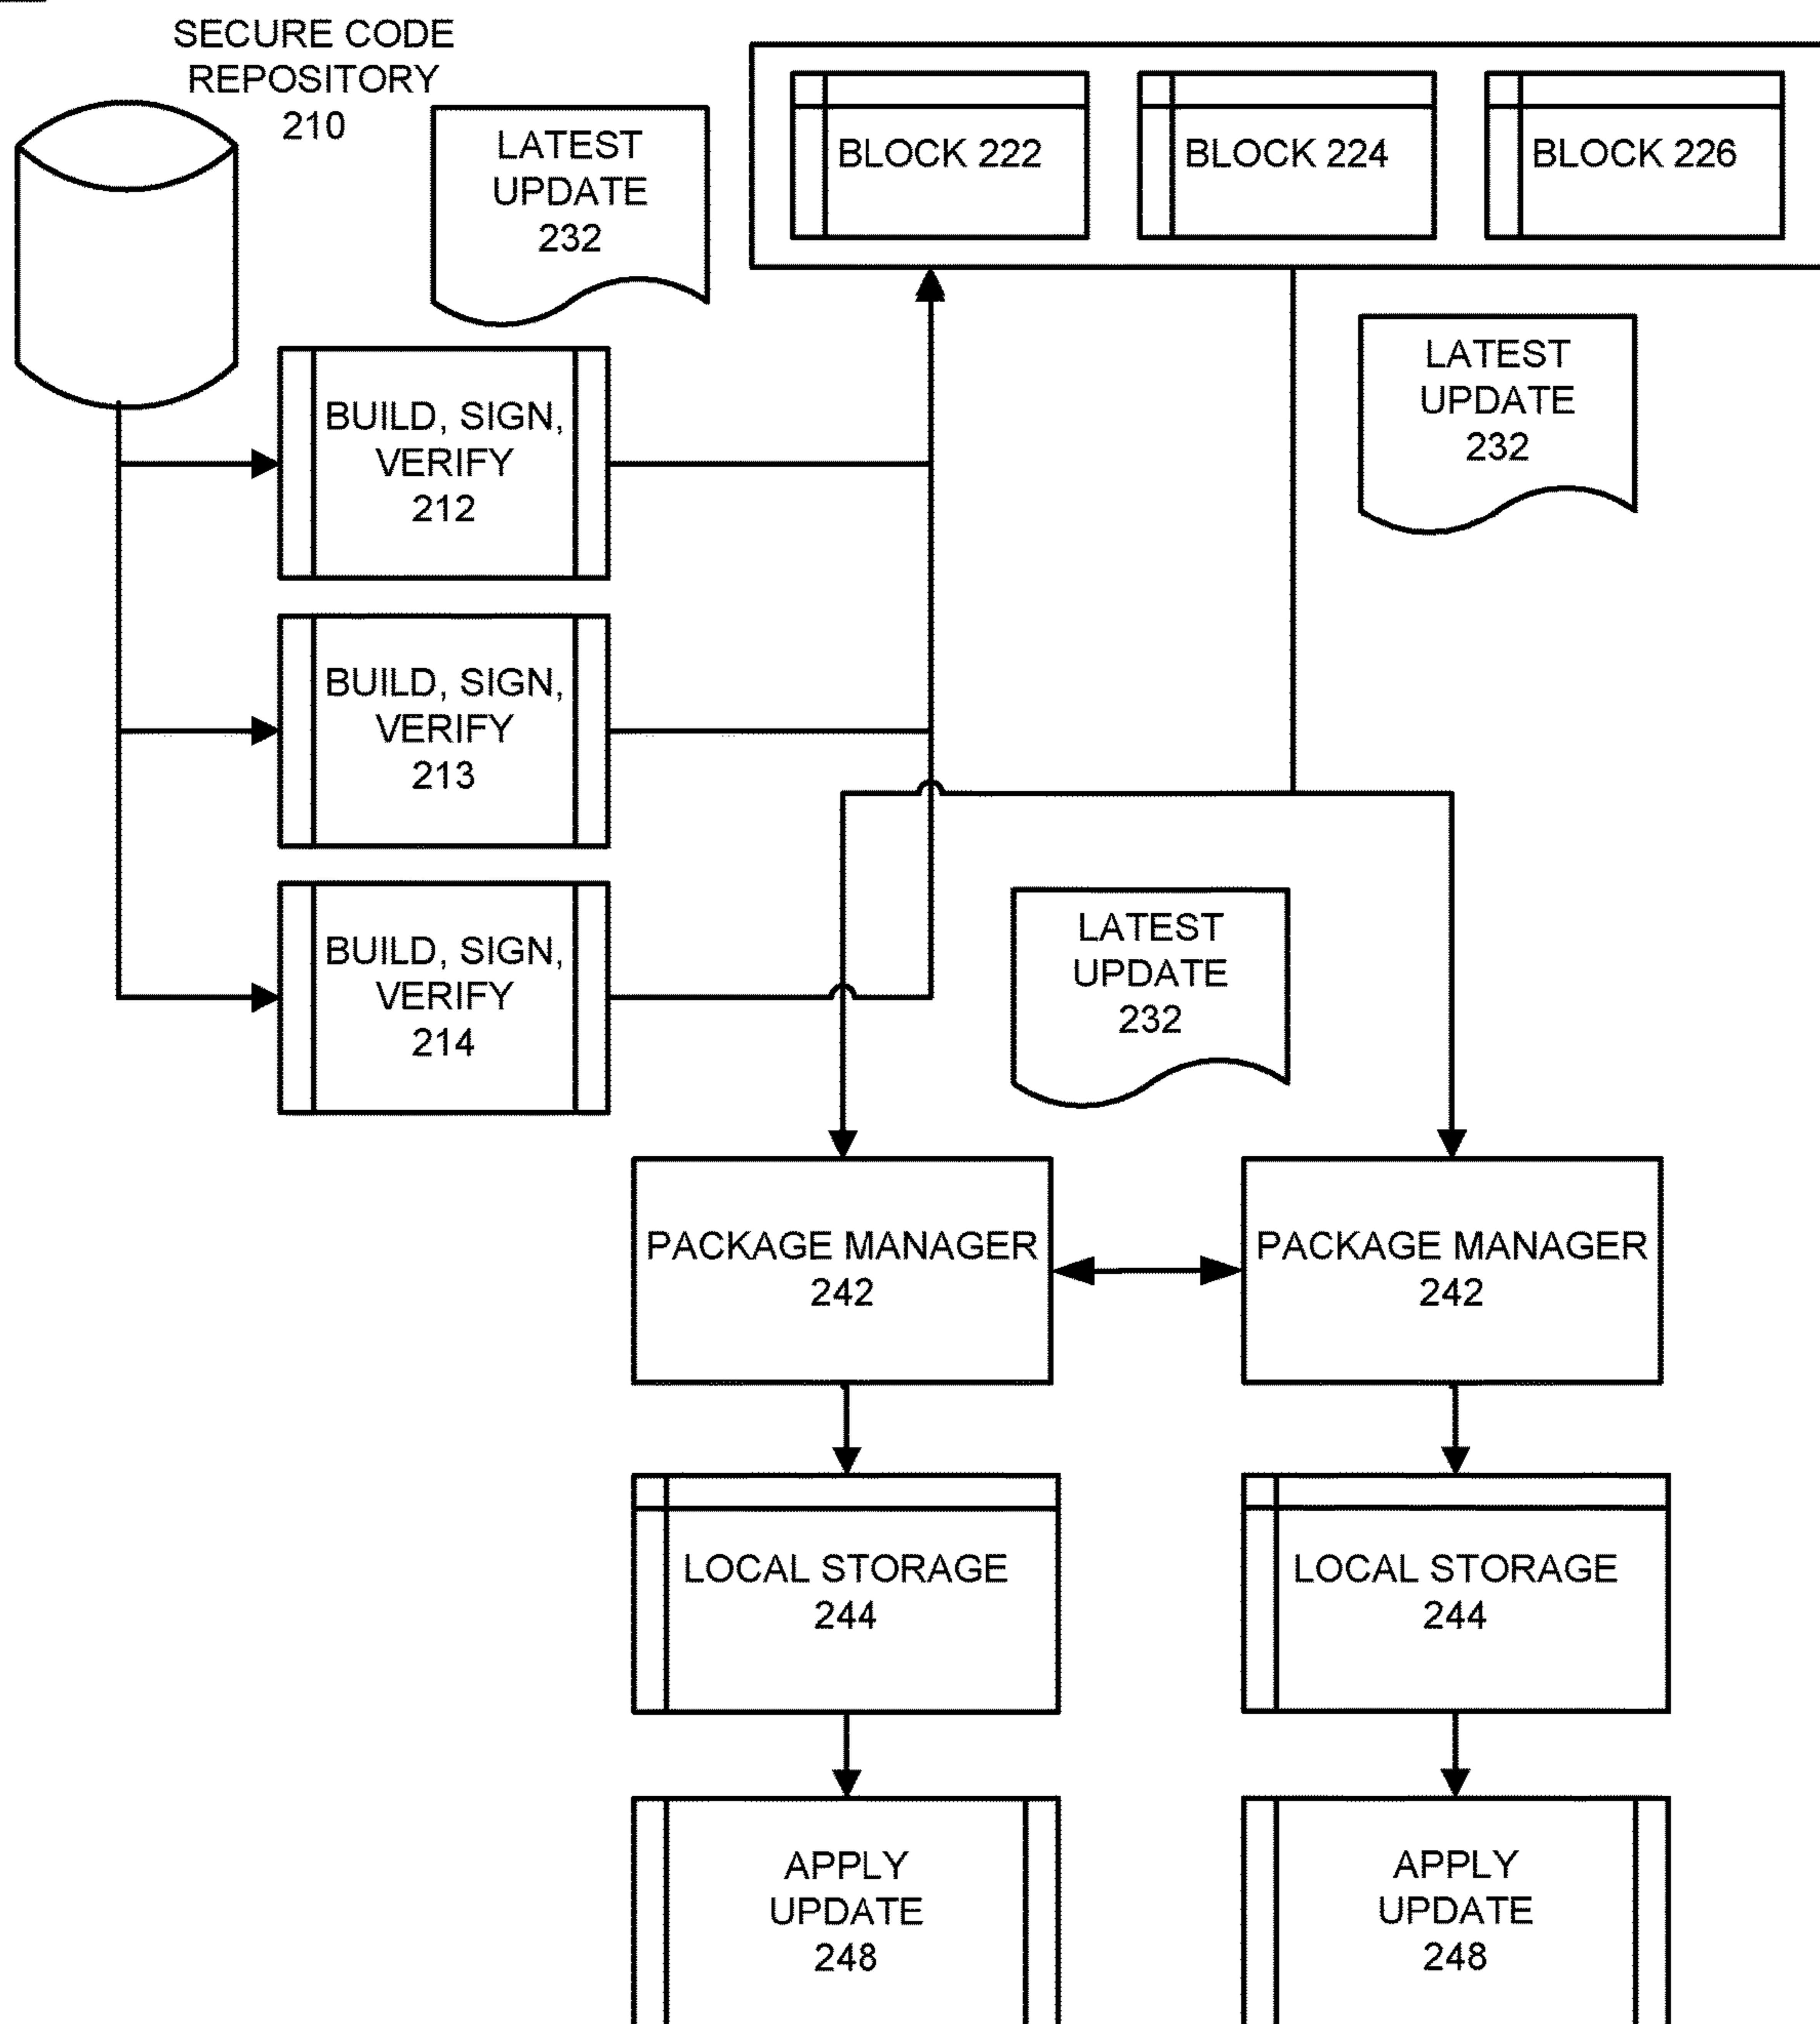 SECURE CODE
REPOSITORY
210
LATEST
UPDATE
232
BLOCK 222
BLOCK 224
BLOCK 226
LATEST
UPDATE
232
BUILD, SIGN,
VERIFY
212
BUILD, SIGN,
VERIFY
213
BUILD, SIGN,
VERIFY
214
LATEST
UPDATE
232
PACKAGE MANAGER
242
PACKAGE MANAGER
242
LOCAL STORAGE
244
LOCAL STORAGE
244
APPLY
UPDATE
248
APPLY
UPDATE
248